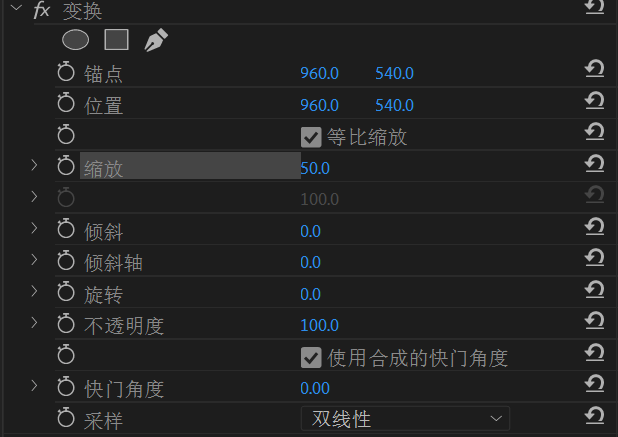 fx 变换
锚点 960.0 540.0
位置 960.0 540.0
等比缩放
缩放 50.0
100.0
倾斜 0.0
倾斜轴 0.0
旋转 0.0
不透明度 100.0
使用合成的快门角度
快门角度 0.00
采样 双线性